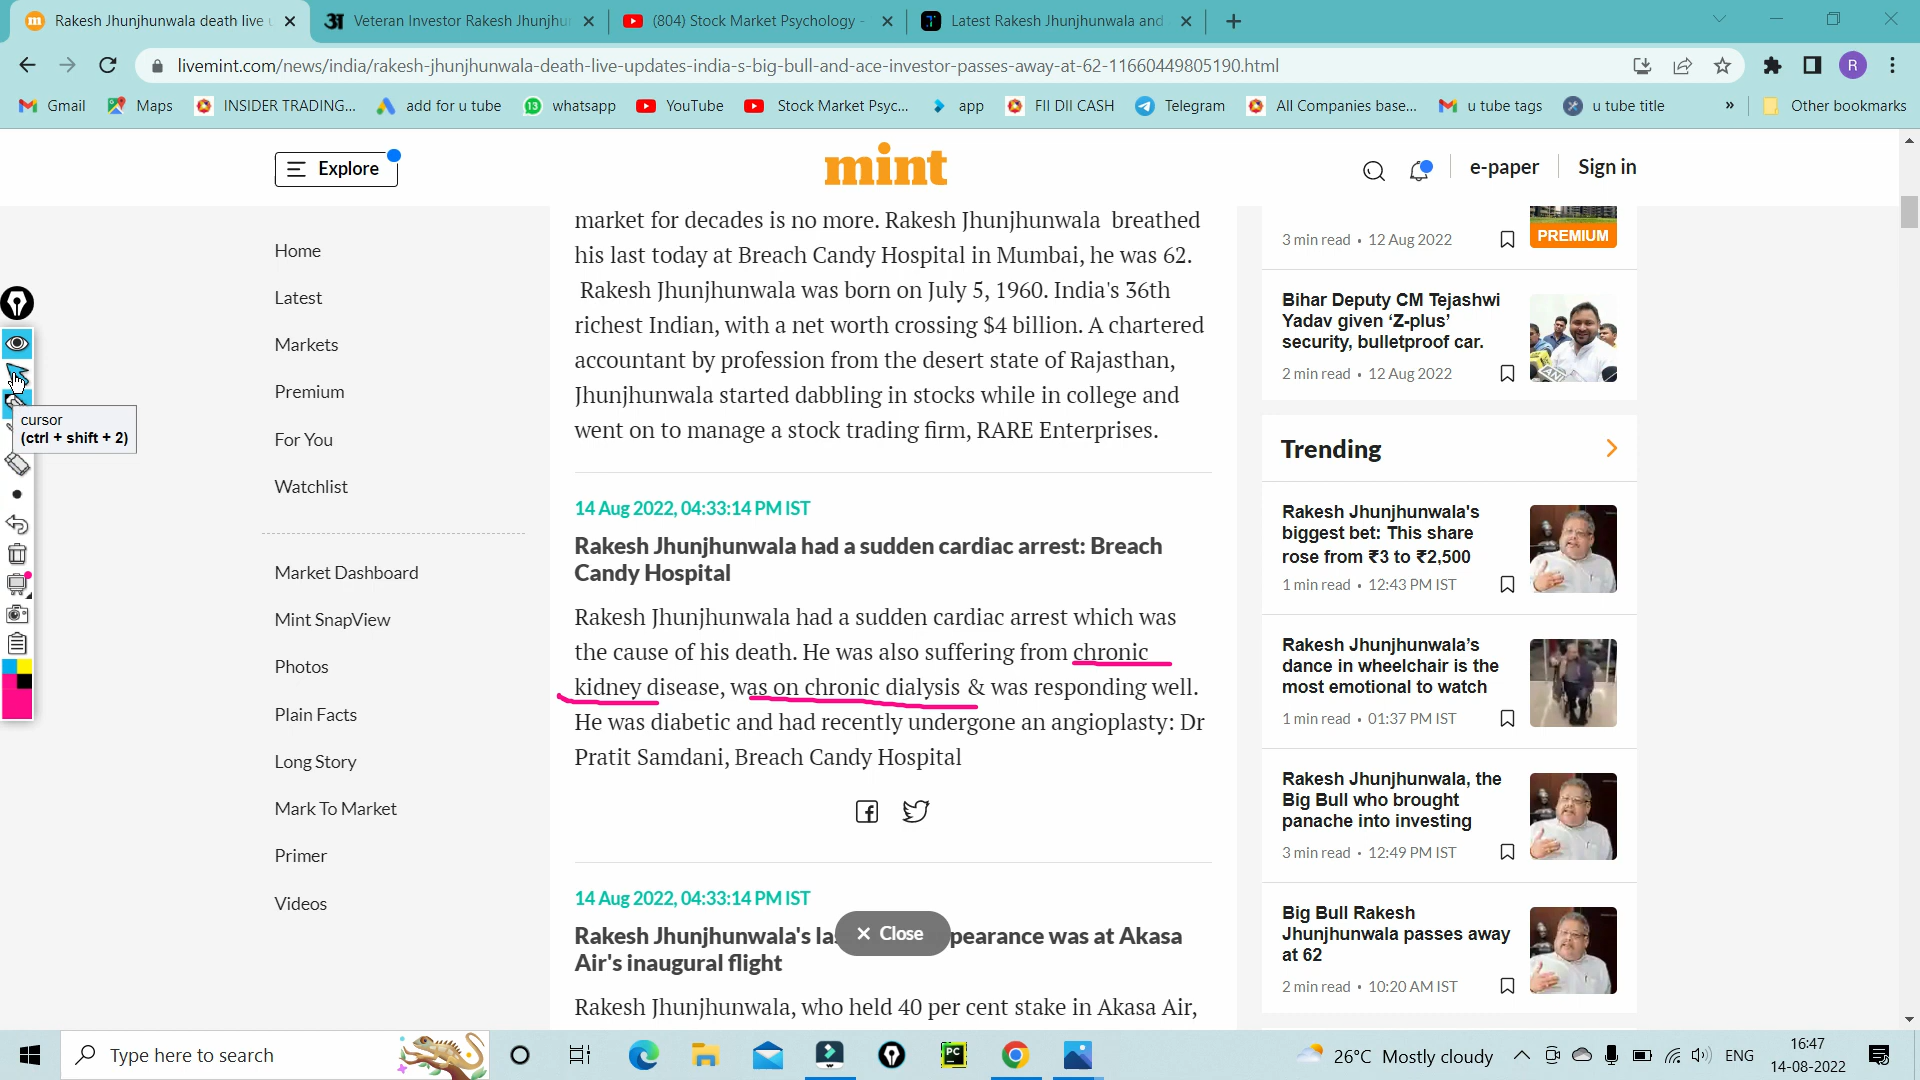 Rakesh Jhunjhunwala death live
Veteran Investor Rakesh Jhunjhu
(804) Stock Market Psychology -
Latest Rakesh Jhunjhunwala and
livemint.com/news/india/rakesh-jhunjhunwala-death-live-updates-india-s-big-bull-and-ace-investor-passes-away-at-62-11660449805190.html
R
Gmail
Maps
INSIDER TRADING...
add for u tube
13
whatsapp
YouTube
Stock Market Psyc...
app
FII DII CASH
Telegram
All Companies base...
u tube tags
u tube title
»
Other bookmarks
Explore
mint
e-paper
Sign in
Home
Latest
Markets
Premium
For You
Watchlist
Market Dashboard
Mint SnapView
Photos
Plain Facts
Long Story
Mark To Market
Primer
Videos
cursor
(ctrl + shift + 2)
market for decades is no more. Rakesh Jhunjhunwala breathed
his last today at Breach Candy Hospital in Mumbai, he was 62.
Rakesh Jhunjhunwala was born on July 5, 1960. India's 36th
richest Indian, with a net worth crossing $4 billion. A chartered
accountant by profession from the desert state of Rajasthan,
Jhunjhunwala started dabbling in stocks while in college and
went on to manage a stock trading firm, RARE Enterprises.
14 Aug 2022, 04:33:14 PM IST
Rakesh Jhunjhunwala had a sudden cardiac arrest: Breach
Candy Hospital
Rakesh Jhunjhunwala had a sudden cardiac arrest which was
the cause of his death. He was also suffering from chronic
kidney disease, was on chronic dialysis & was responding well.
He was diabetic and had recently undergone an angioplasty: Dr
Pratit Samdani, Breach Candy Hospital
14 Aug 2022, 04:33:14 PM IST
Rakesh Jhunjhunwala's la
pearance was at Akasa
Air's inaugural flight
× Close
Rakesh Jhunjhunwala, who held 40 per cent stake in Akasa Air,
3 min read • 12 Aug 2022
PREMIUM
Bihar Deputy CM Tejashwi
Yadav given ‘Z-plus’
security, bulletproof car.
2 min read • 12 Aug 2022
Trending
Rakesh Jhunjhunwala's
biggest bet: This share
rose from ₹3 to ₹2,500
1 min read • 12:43 PM IST
Rakesh Jhunjhunwala’s
dance in wheelchair is the
most emotional to watch
1 min read • 01:37 PM IST
Rakesh Jhunjhunwala, the
Big Bull who brought
panache into investing
3 min read • 12:49 PM IST
Big Bull Rakesh
Jhunjhunwala passes away
at 62
2 min read • 10:20 AM IST
Type here to search
PC
26°C Mostly cloudy
ENG
16:47
14-08-2022